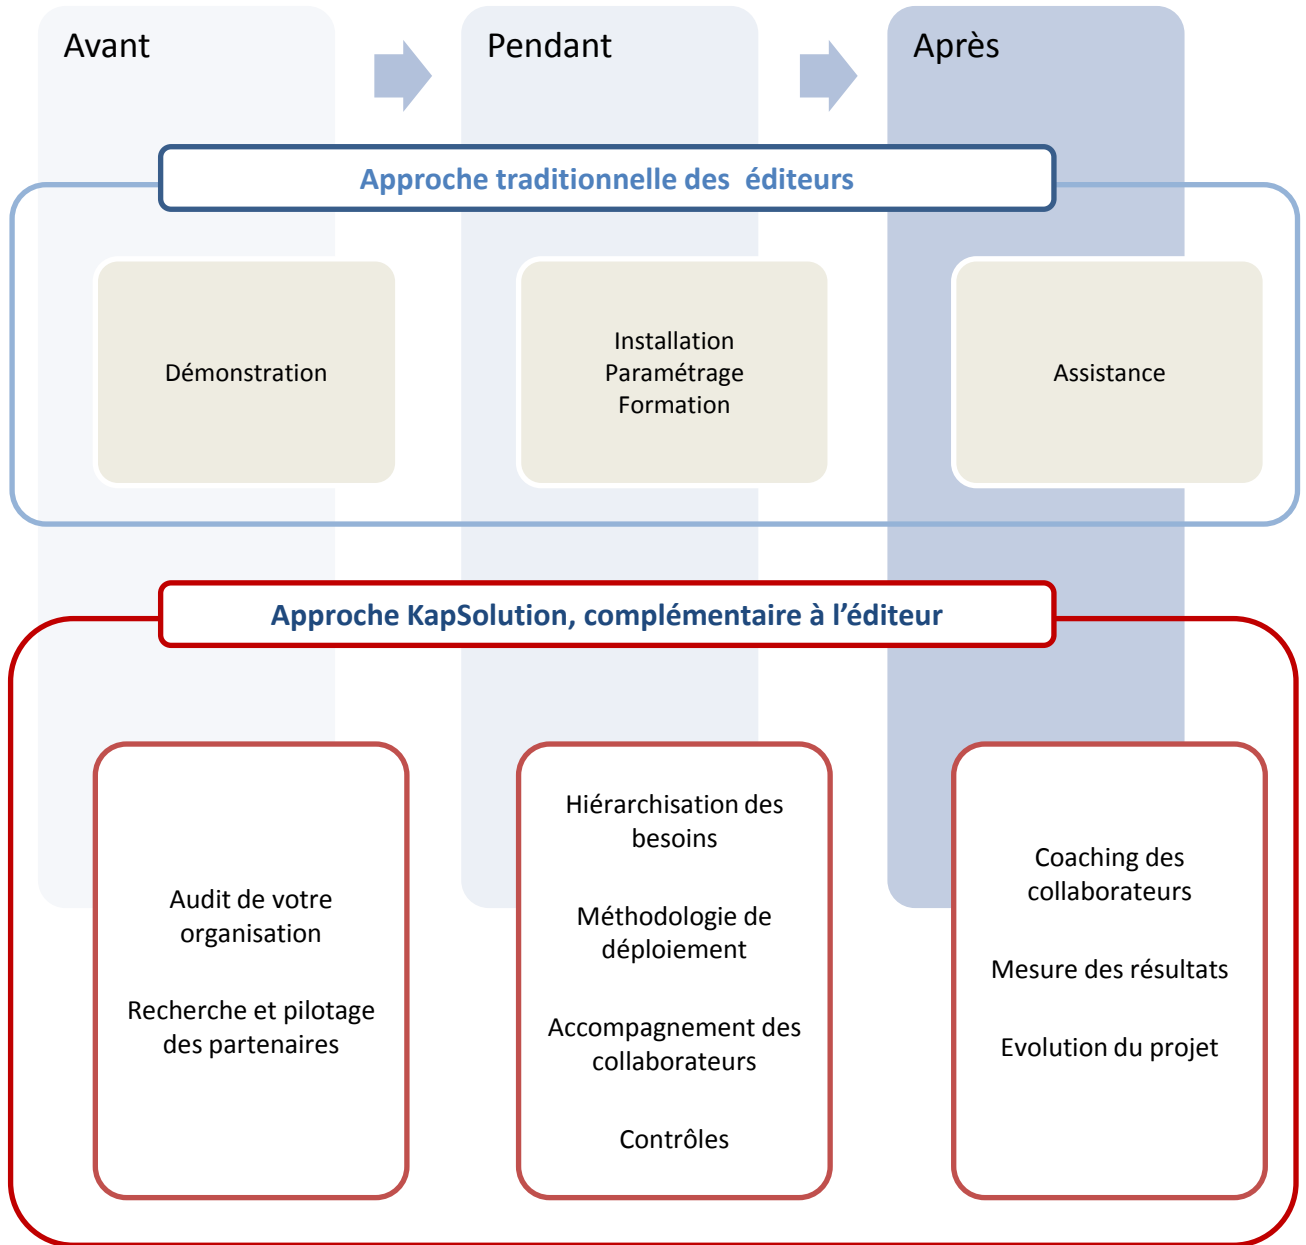 Avant
Pendant
Après
Approche traditionnelle des éditeurs
Démonstration
Installation
Paramétrage
Formation
Assistance
Approche KapSolution, complémentaire à l’éditeur
Audit de votre
organisation
Recherche et pilotage
des partenaires
Hiérarchisation des
besoins
Méthodologie de
déploiement
Accompagnement des
collaborateurs
Contrôles
Coaching des
collaborateurs
Mesure des résultats
Evolution du projet